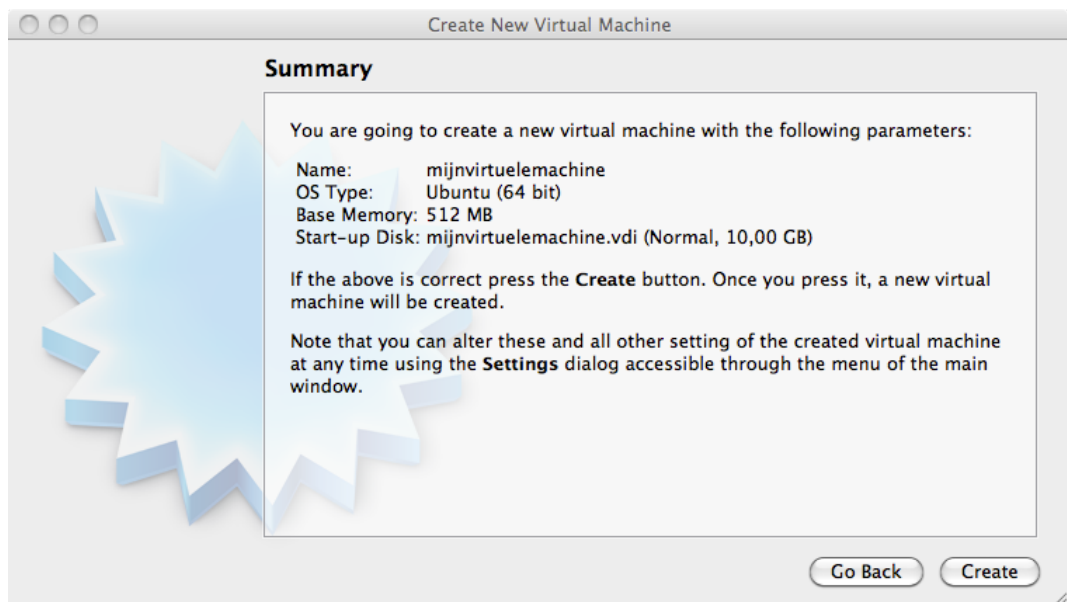 Create New Virtual Machine
Summary
You are going to create a new virtual machine with the following parameters:
Name: mijnvirtuelemachine
OS Type: Ubuntu (64 bit)
Base Memory: 512 MB
Start-up Disk: mijnvirtuelemachine.vdi (Normal, 10,00 GB)
If the above is correct press the Create button. Once you press it, a new virtual
machine will be created.
Note that you can alter these and all other setting of the created virtual machine
at any time using the Settings dialog accessible through the menu of the main
window.
Go Back Create